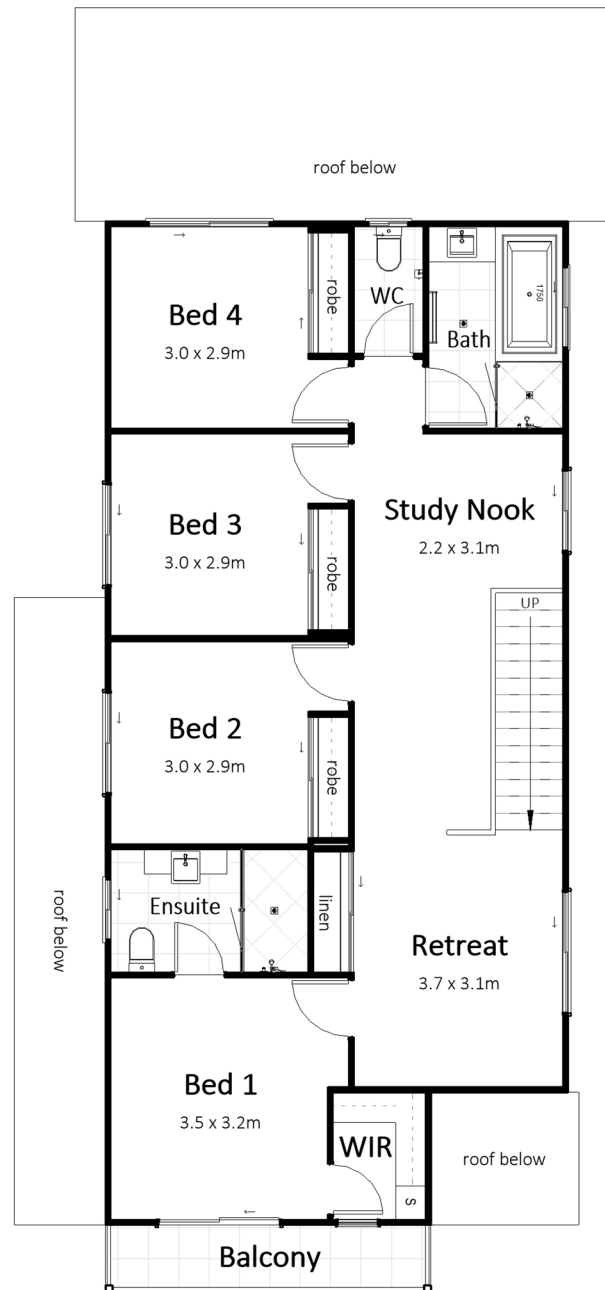 roof below
Bed 4
3.0 x 2.9m
robe
WC
1750
Bath
Bed 3
3.0 x 2.9m
robe
Study Nook
2.2 x 3.1m
UP
Bed 2
3.0 x 2.9m
robe
roof below
Ensuite
linen
Retreat
3.7 x 3.1m
Bed 1
3.5 x 3.2m
WIR
S
roof below
Balcony